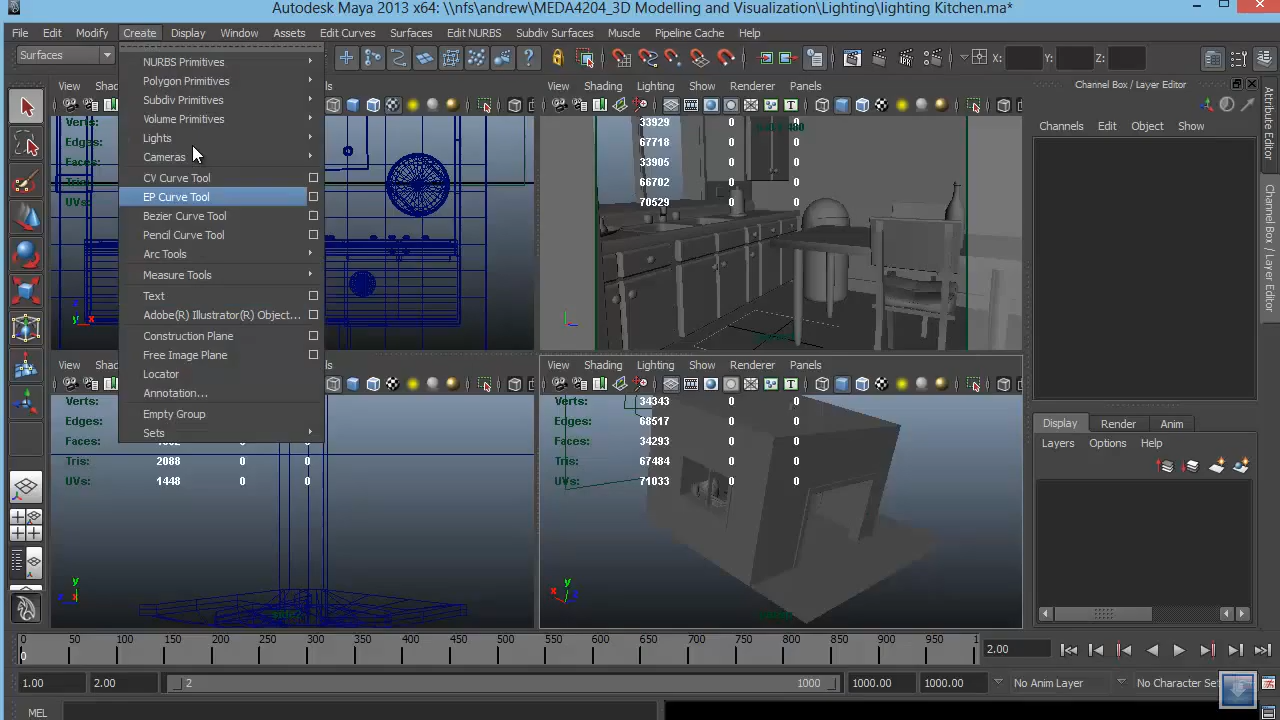 Autodesk Maya 2013 x64: \\nfs\andrew\MEDA4204_3D Modelling and Visualization\Lighting\lighting Kitchen.ma*
File Edit Modify Create Display Window Assets Edit Curves Surfaces Edit NURBS Subdiv Surfaces Muscle Pipeline Cache Help
Surfaces X: Y: Z:
NURBS Primitives
Polygon Primitives
Subdiv Primitives
Volume Primitives
Lights
Cameras
CV Curve Tool
EP Curve Tool
Bezier Curve Tool
Pencil Curve Tool
Arc Tools
Measure Tools
Text
Adobe(R) Illustrator(R) Object...
Construction Plane
Free Image Plane
Locator
Annotation...
Empty Group
Sets
View
Verts:
Edges:
View Shading Lighting Show Renderer Panels
33929 0 0
67718 0 0
33905 0 0
66702 0 0
70529 0 0
Channel Box / Layer Editor
Channels Edit Object Show
Attribute Editor
Channel Box / Layer Editor
View
Verts:
Edges:
Faces:
Tris: 2088 0 0
UVs: 1448 0 0
View Shading Lighting Show Renderer Panels
Verts: 34343 0 0
Edges: 68517 0 0
Faces: 34293 0 0
Tris: 67484 0 0
UVs: 71033 0 0
Display Render Anim
Layers Options Help
0 50 100 150 200 250 300 350 400 450 500 550 600 650 700 750 800 850 900 950 1
0
2.00
1.00 2.00 2 1000 1000.00 1000.00 No Anim Layer No Character Set
MEL